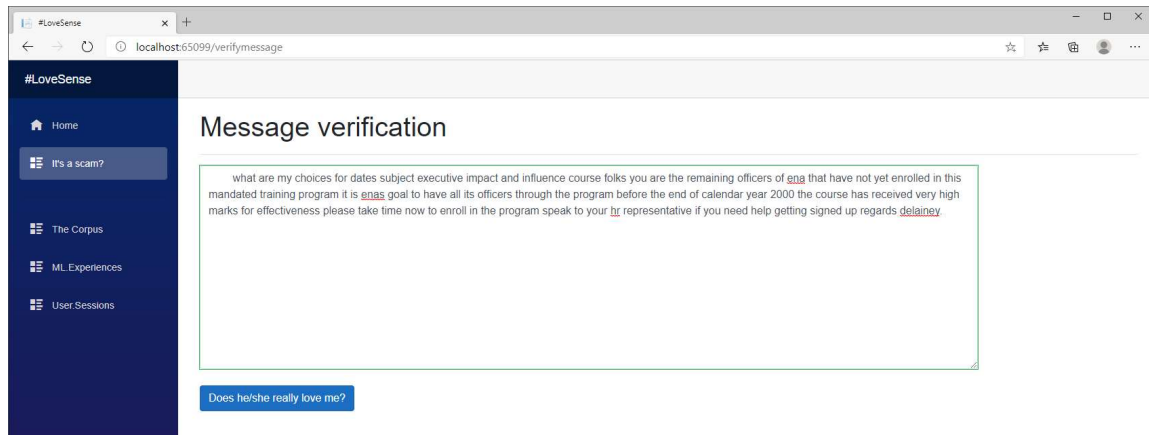 #LoveSense
localhost:65099/verifymessage
#LoveSense
Home
It's a scam?
The Corpus
ML.Experiences
User.Sessions
Message verification
what are my choices for dates subject executive impact and influence course folks you are the remaining officers of ena that have not yet enrolled in this
mandated training program it is enas goal to have all its officers through the program before the end of calendar year 2000 the course has received very high
marks for effectiveness please take time now to enroll in the program speak to your hr representative if you need help getting signed up regards delainey.
Does he/she really love me?